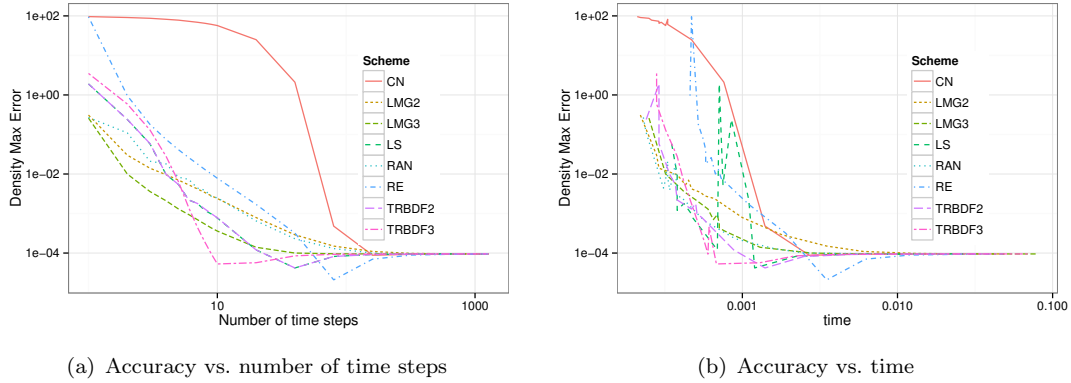 1e+02
1e+00
1e−02
1e−04
Density Max Error
10
1000
Number of time steps
Scheme
CN
LMG2
LMG3
LS
RAN
RE
TRBDF2
TRBDF3
(a) Accuracy vs. number of time steps
1e+02
1e+00
1e−02
1e−04
Density Max Error
0.001
0.010
0.100
time
Scheme
CN
LMG2
LMG3
LS
RAN
RE
TRBDF2
TRBDF3
(b) Accuracy vs. time